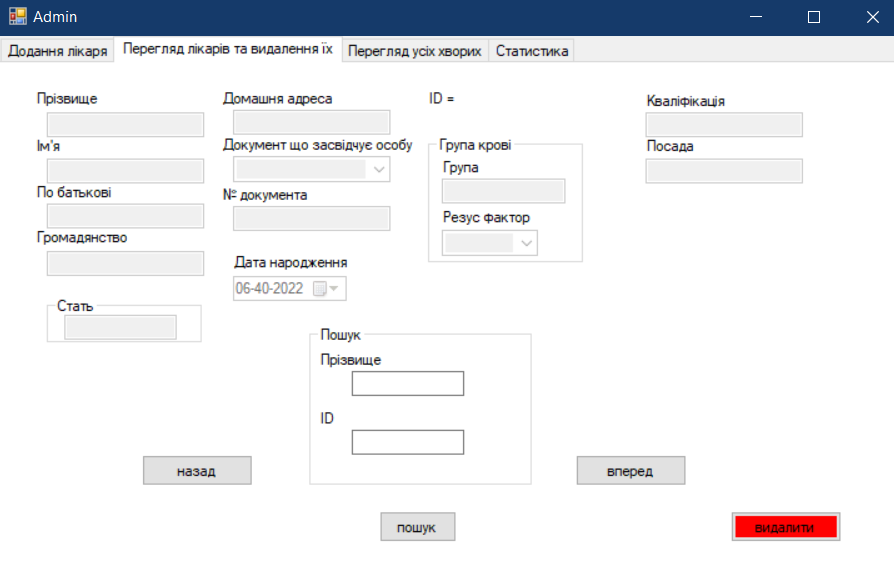 Admin
Додання лікаря
Перегляд лікарів та видалення їх
Перегляд усіх хворих
Статистика
Прізвище
Ім'я
По батькові
Громадянство
Стать
Домашня адреса
Документ що засвідчує особу
№ документа
Дата народження
06-40-2022
ID =
Група крові
Група
Резус фактор
Кваліфікація
Посада
Пошук
Прізвище
ID
назад
вперед
пошук
видалити